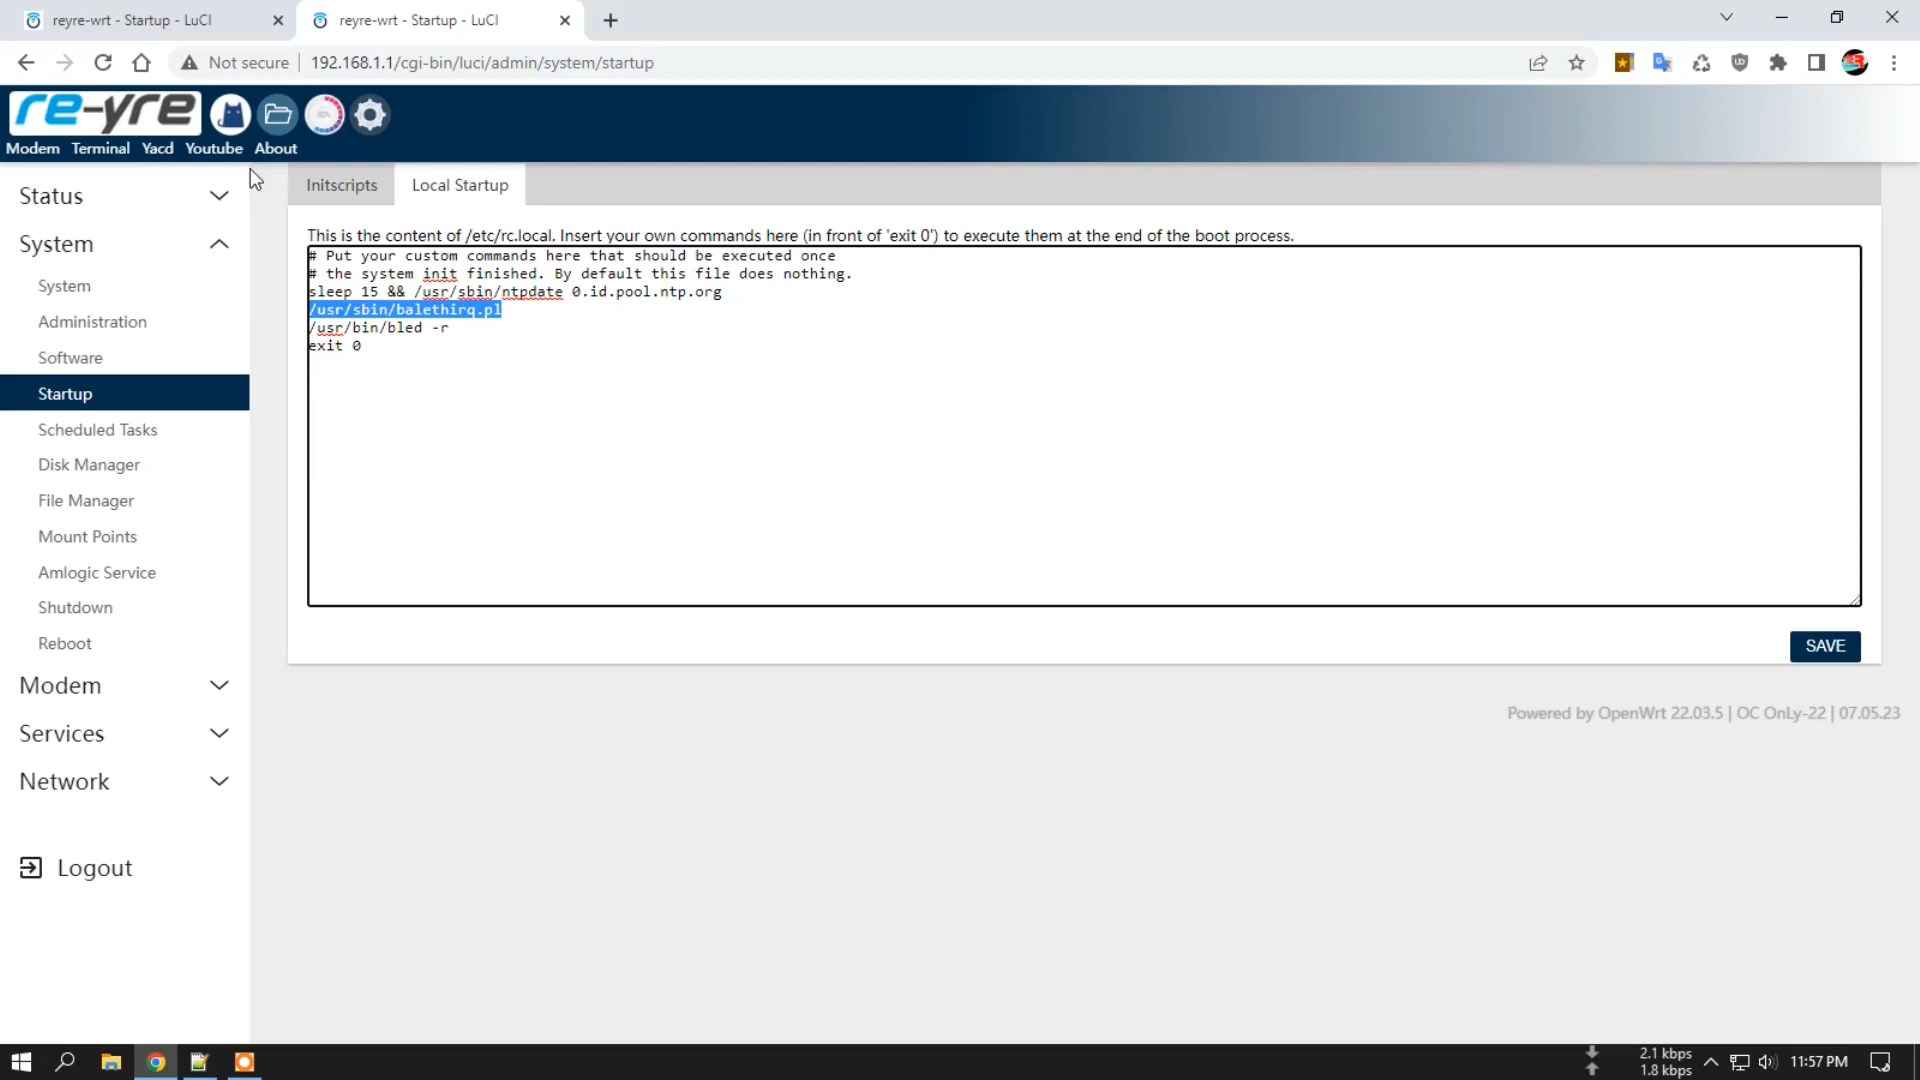 reyre-wrt - Startup - LuCI
reyre-wrt - Startup - LuCI
Not secure
192.168.1.1/cgi-bin/luci/admin/system/startup
re-yre
Modem Terminal Yacd Youtube About
Status
System
System
Administration
Software
Startup
Scheduled Tasks
Disk Manager
File Manager
Mount Points
Amlogic Service
Shutdown
Reboot
Modem
Services
Network
Logout
Initscripts
Local Startup
This is the content of /etc/rc.local. Insert your own commands here (in front of 'exit 0') to execute them at the end of the boot process.
# Put your custom commands here that should be executed once
# the system init finished. By default this file does nothing.
sleep 15 && /usr/sbin/ntpdate 0.id.pool.ntp.org
/usr/sbin/balethirq.pl
/usr/bin/bled -r
exit 0
SAVE
Powered by OpenWrt 22.03.5 | OC OnLy-22 | 07.05.23
2.1 kbps
1.8 kbps
11:57 PM